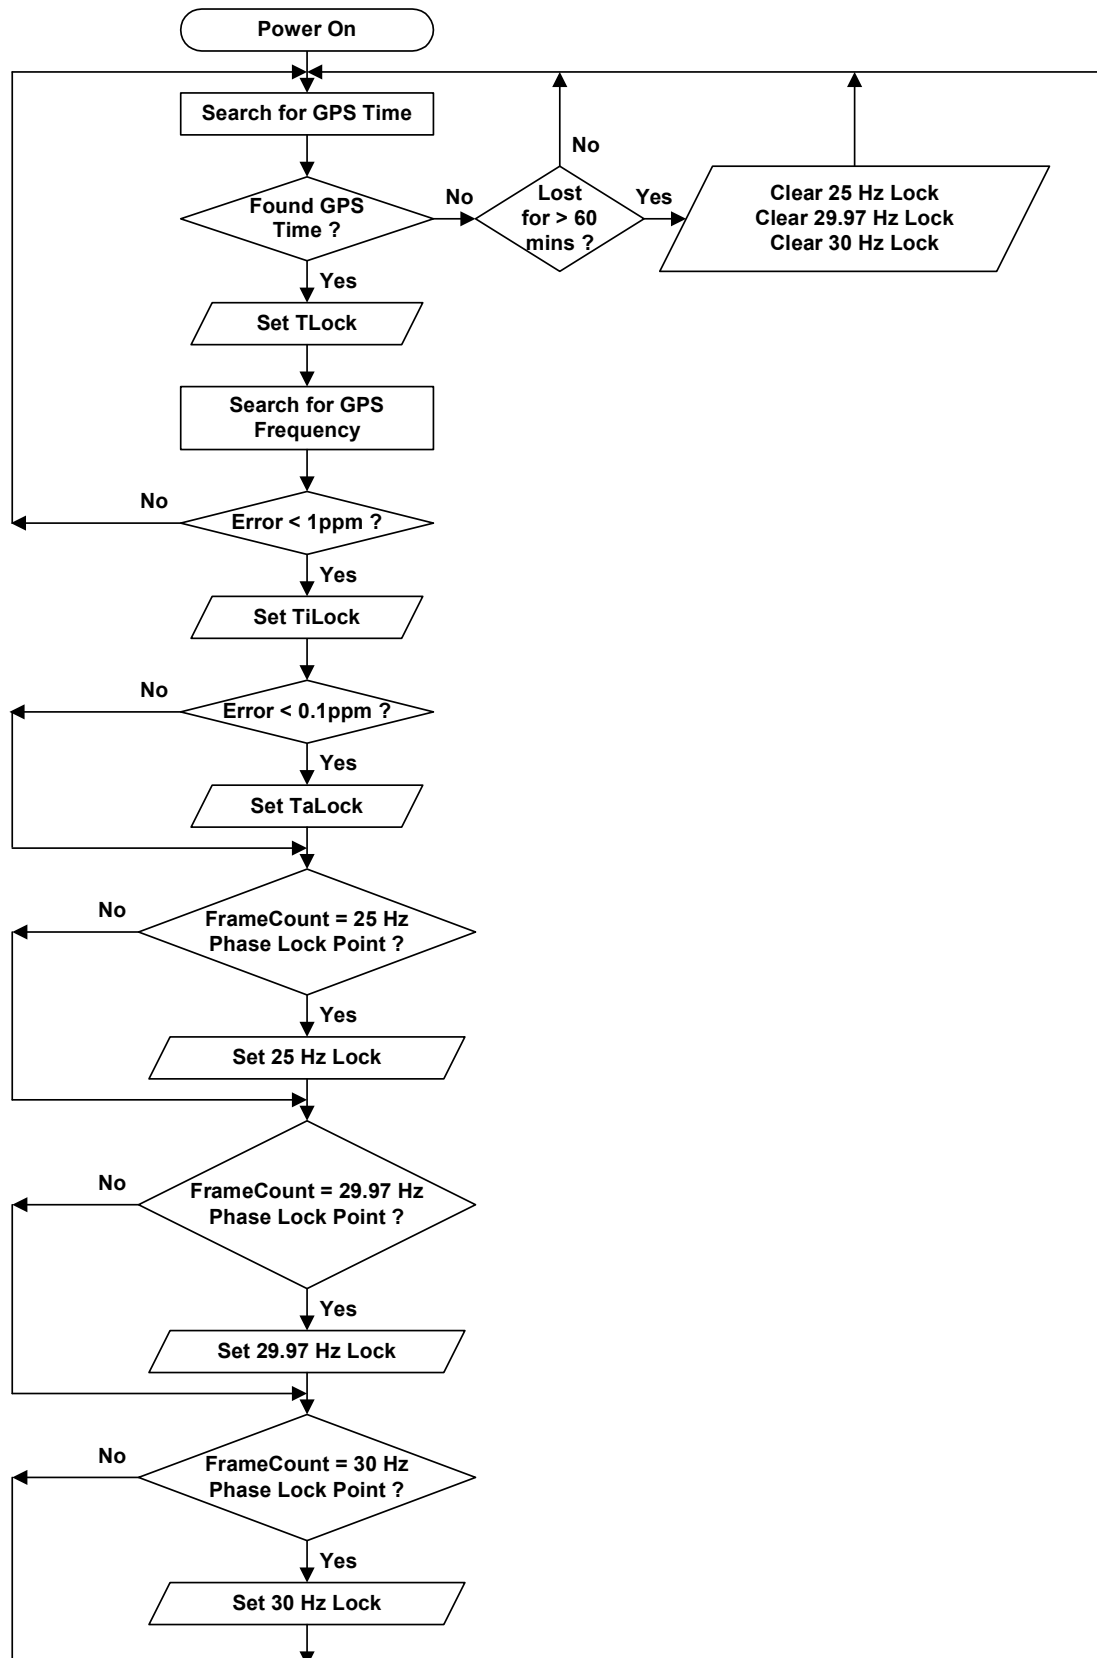 Power On
Search for GPS Time
Found GPS
Time ?
No
Lost
for > 60
mins ?
No
Yes
Clear 25 Hz Lock
Clear 29.97 Hz Lock
Clear 30 Hz Lock
Yes
Set TLock
Search for GPS
Frequency
No
Error < 1ppm ?
Yes
Set TiLock
No
Error < 0.1ppm ?
Yes
Set TaLock
No
FrameCount = 25 Hz
Phase Lock Point ?
Yes
Set 25 Hz Lock
No
FrameCount = 29.97 Hz
Phase Lock Point ?
Yes
Set 29.97 Hz Lock
No
FrameCount = 30 Hz
Phase Lock Point ?
Yes
Set 30 Hz Lock